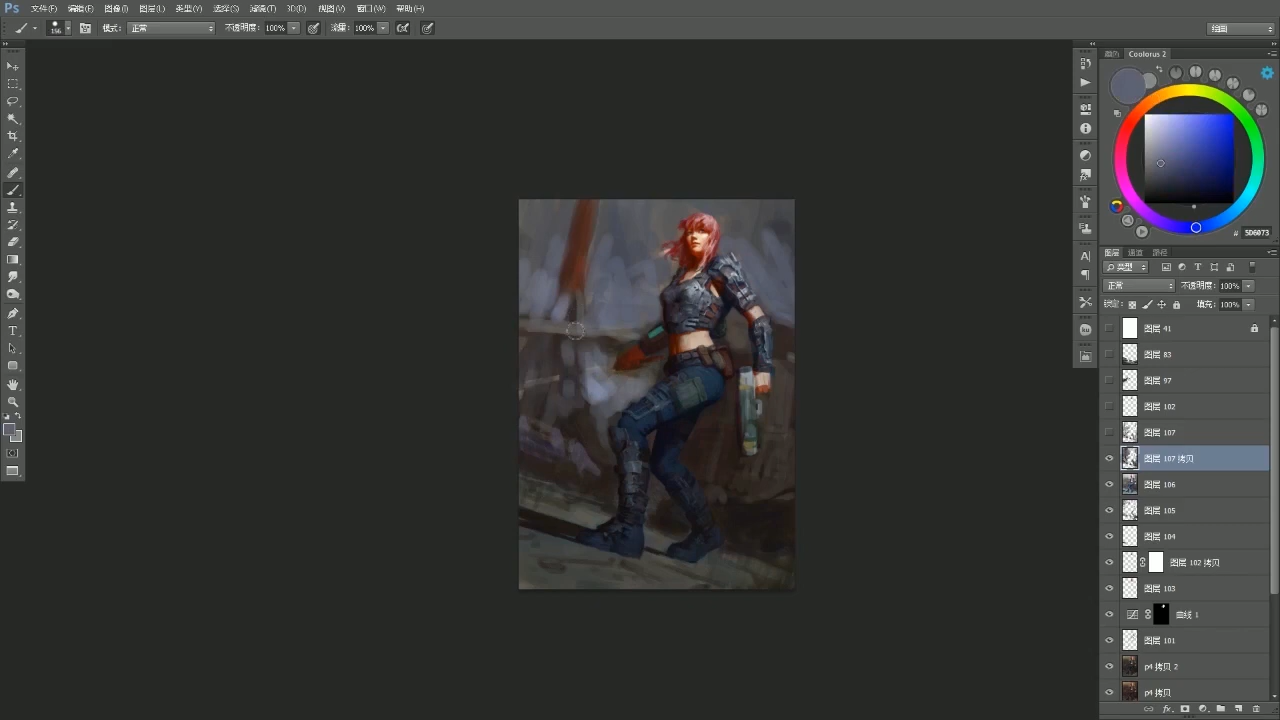 Ps 文件(F) 编辑(E) 图像(I) 图层(L) 类型(Y) 选择(S) 滤镜(T) 3D(D) 视图(V) 窗口(W) 帮助(H)
156 模式: 正常 不透明度: 100% 流量: 100% 绘画
颜色 Coolorus 2
# 5D6073
图层 通道 路径
类型
正常 不透明度: 100%
锁定: 填充: 100%
图层 41
图层 83
图层 97
图层 102
图层 107
图层 107 拷贝
图层 106
图层 105
图层 104
图层 102 拷贝
图层 103
曲线 1
图层 101
p4 拷贝 2
p4 拷贝